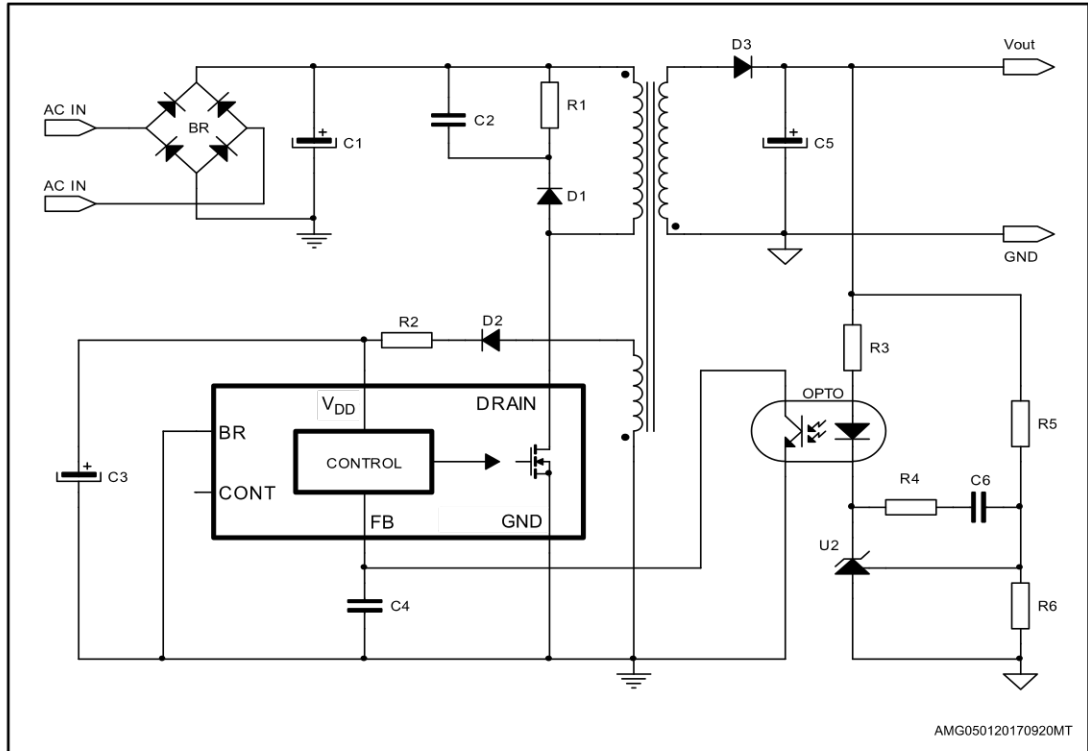 Vout
D3
AC IN
BR
C1
C2
R1
C5
AC IN
D1
GND
R2
D2
R3
OPTO
VDD
DRAIN
BR
R5
CONTROL
C3
CONT
R4
C6
FB
GND
U2
C4
R6
AMG050120170920MT